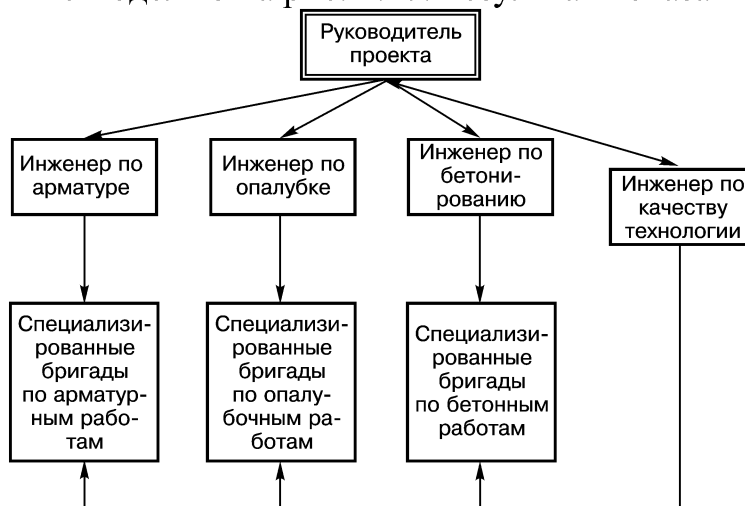 Руководитель
проекта
Инженер по
арматуре
Инженер по
опалубке
Инженер по
бетони-
рованию
Инженер по
качеству
технологии
Специализи-
рованные
бригады
по арматур-
ным рабо-
там
Специализи-
рованные
бригады
по опалу-
бочным ра-
ботам
Специализи-
рованные
бригады
по бетонным
работам